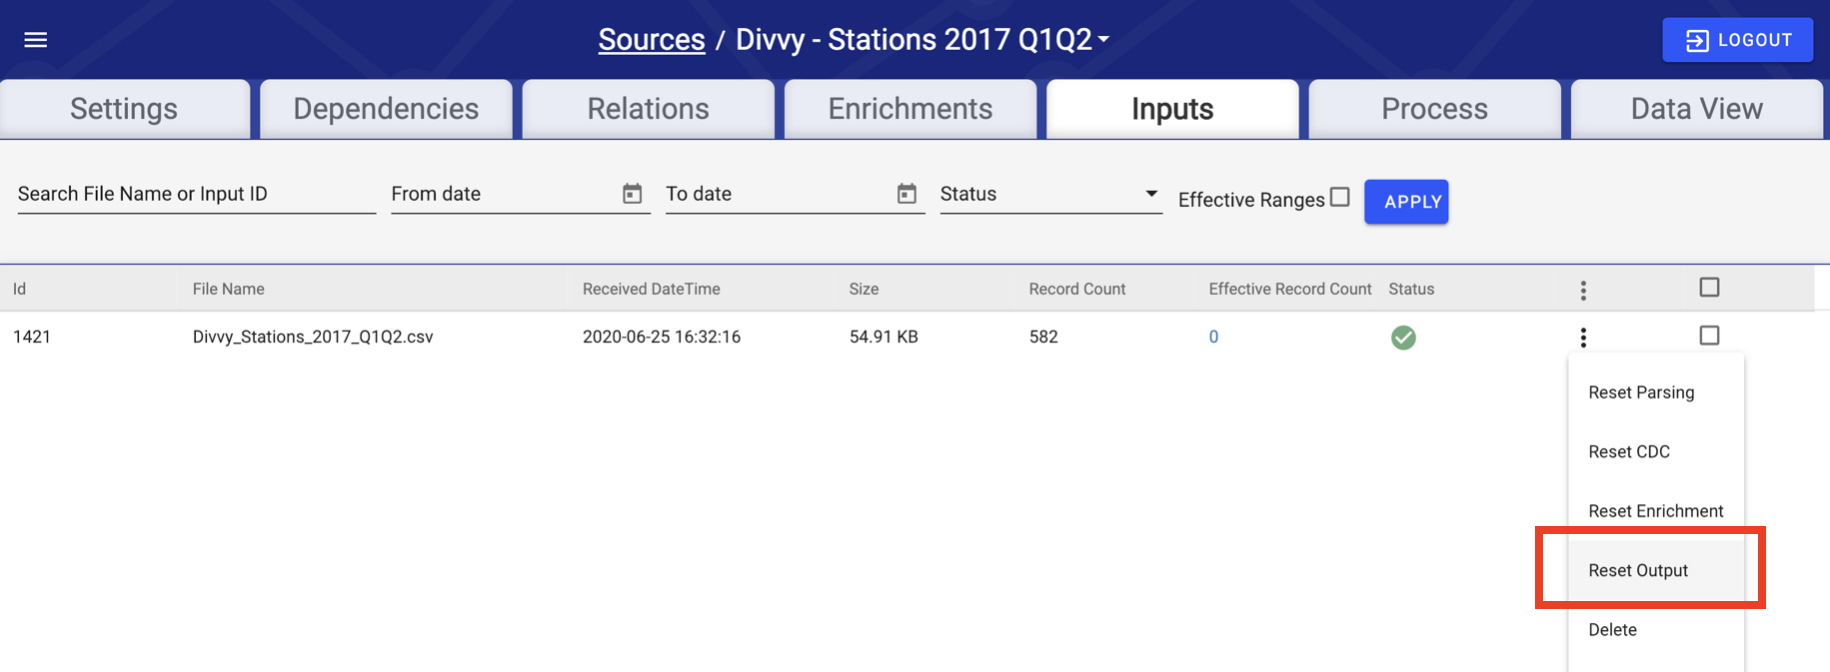 Sources / Divvy - Stations 2017 Q1Q2
LOGOUT
Settings Dependencies Relations Enrichments Inputs Process Data View
Search File Name or Input ID From date To date Status Effective Ranges APPLY
Id File Name Received DateTime Size Record Count Effective Record Count Status
1421 Divvy_Stations_2017_Q1Q2.csv 2020-06-25 16:32:16 54.91 KB 582 0
Reset Parsing
Reset CDC
Reset Enrichment
Reset Output
Delete